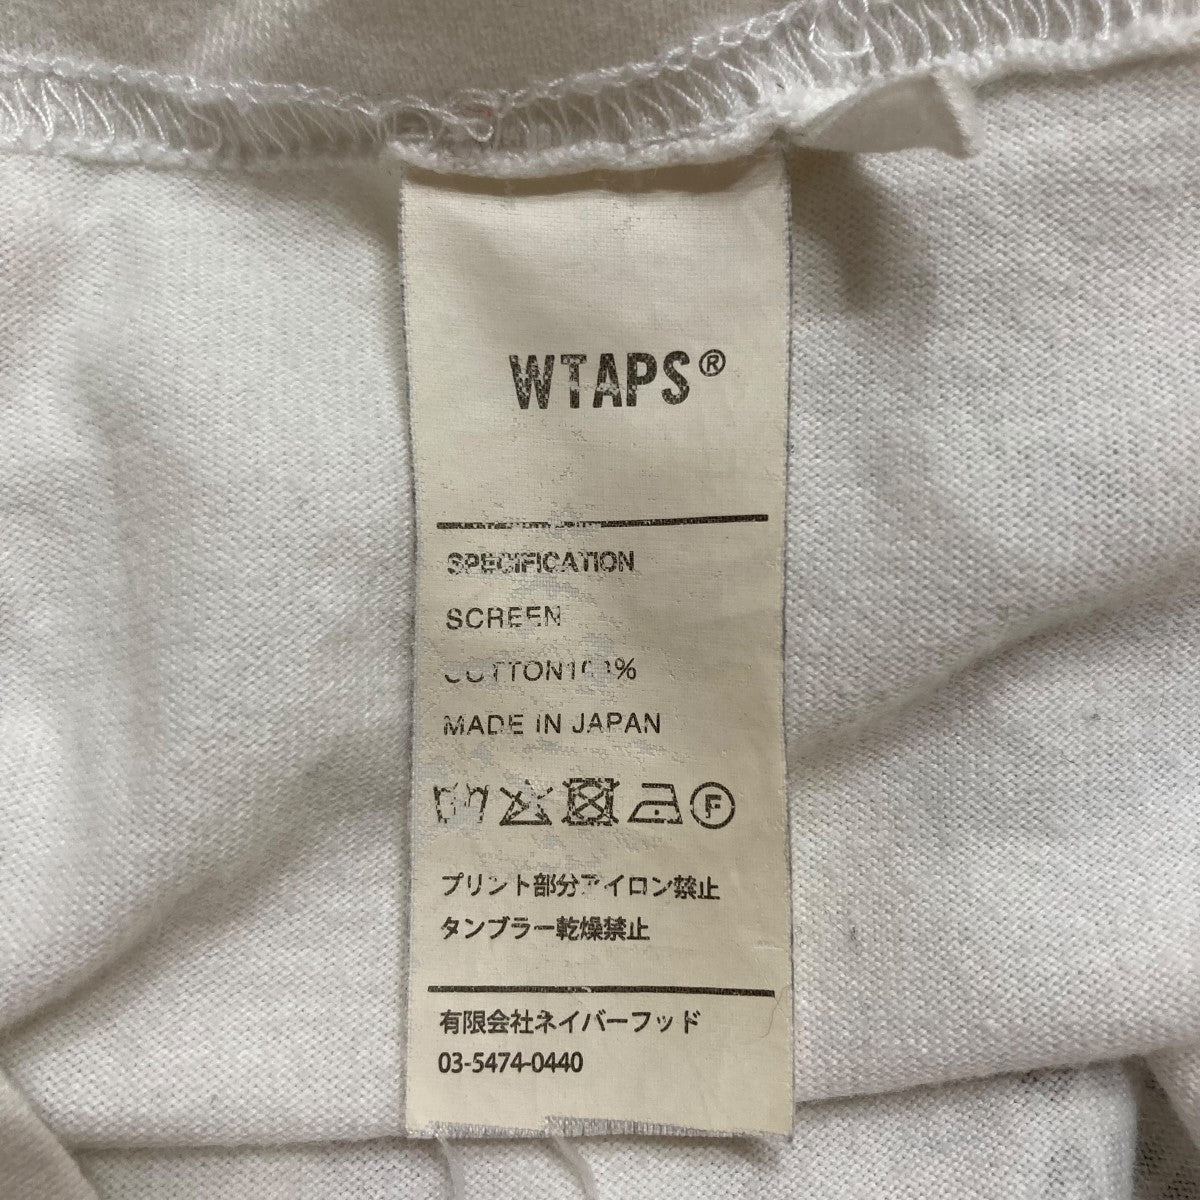 WTAPS®
SPECIFICATION
SCREEN
COTTON100%
MADE IN JAPAN
F
プリント部分アイロン禁止
タンブラー乾燥禁止
有限会社ネイバーフッド
03-5474-0440